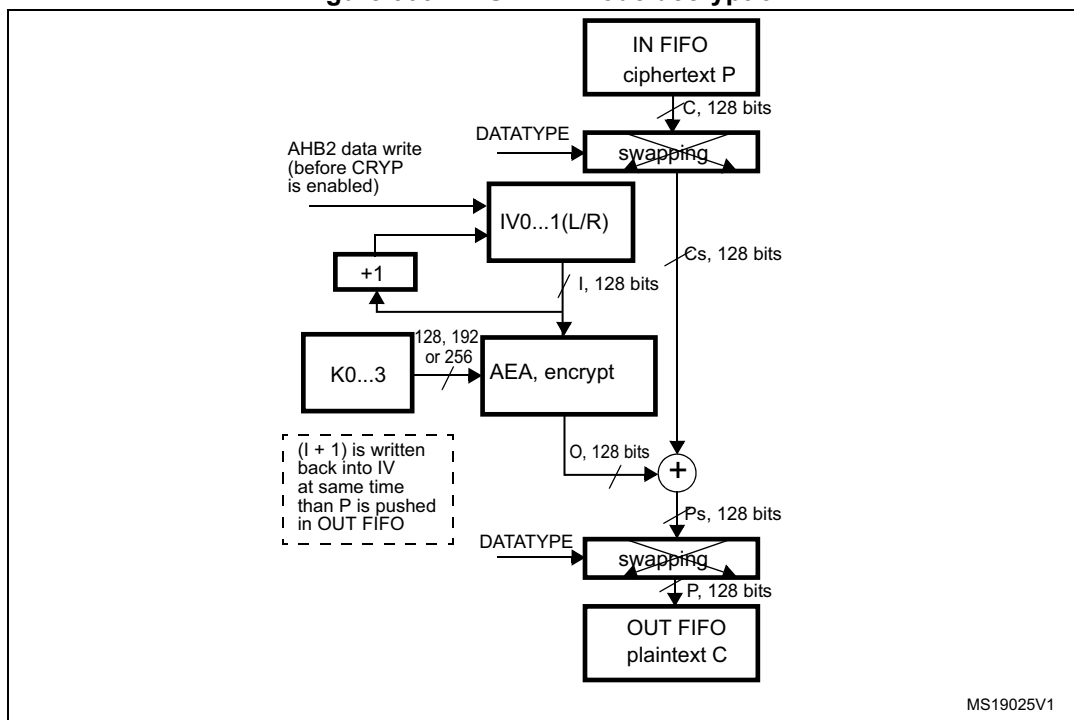 IN FIFO
ciphertext P
C, 128 bits
DATATYPE
swapping
AHB2 data write
(before CRYP
is enabled)
IV0...1(L/R)
Cs, 128 bits
+1
I, 128 bits
128, 192
or 256
K0...3
AEA, encrypt
(I + 1) is written
back into IV
at same time
than P is pushed
in OUT FIFO
O, 128 bits
+
Ps, 128 bits
DATATYPE
swapping
P, 128 bits
OUT FIFO
plaintext C
MS19025V1